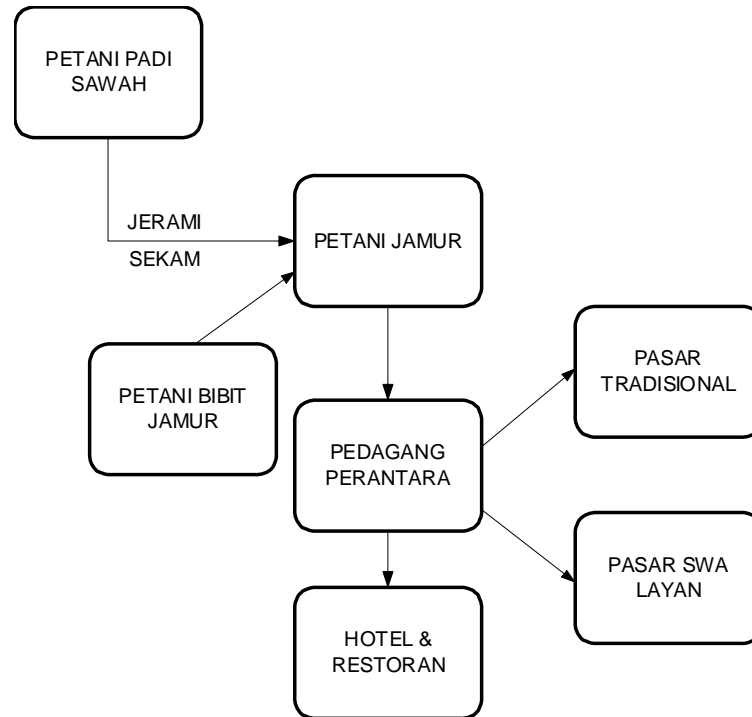 PETANI PADI
SAWAH
JERAMI
SEKAM
PETANI JAMUR
PETANI BIBIT
JAMUR
PEDAGANG
PERANTARA
PASAR
TRADISIONAL
PASAR SWA
LAYAN
HOTEL &
RESTORAN